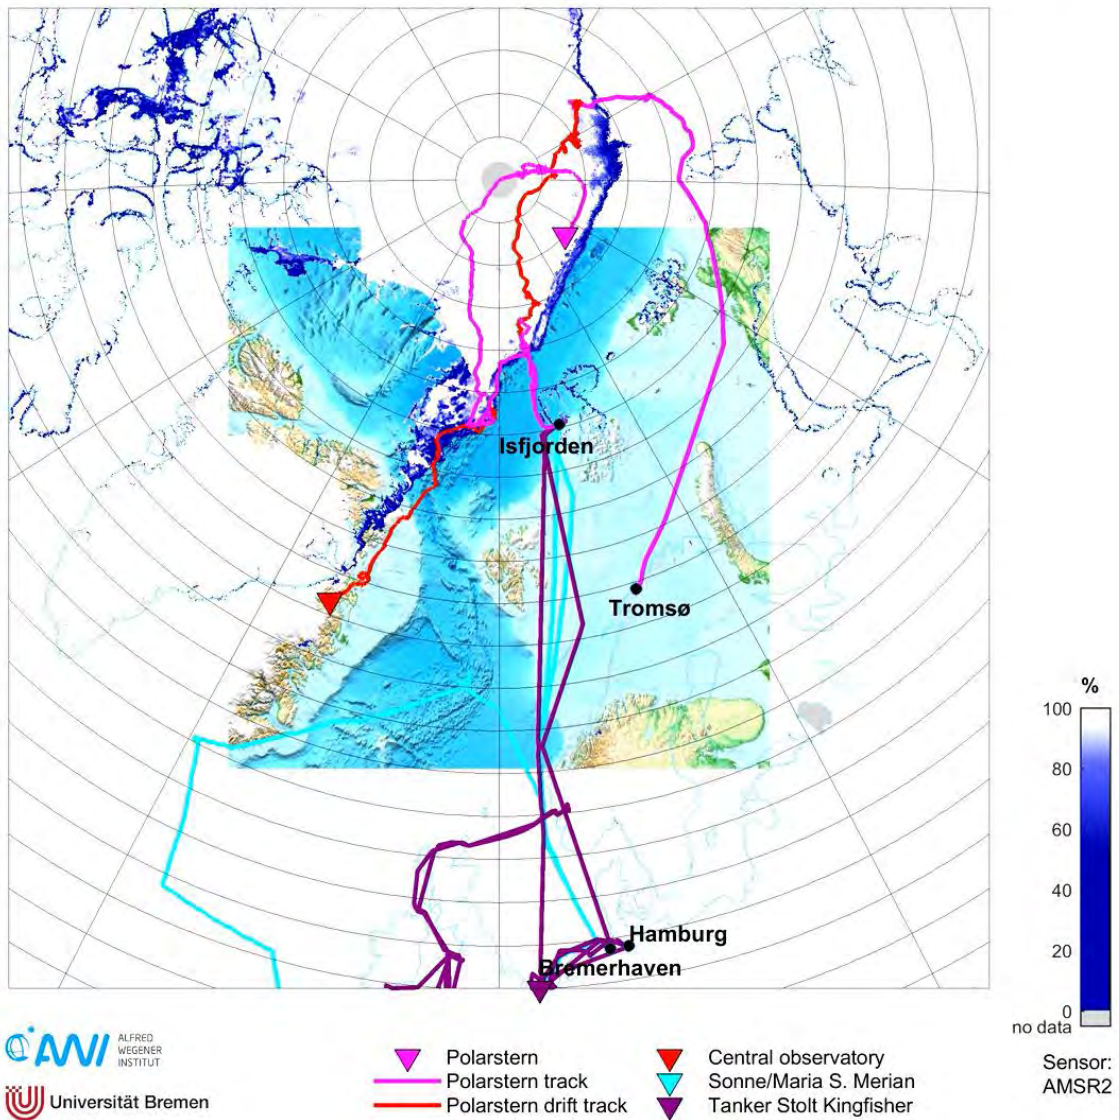 Isfjorden
Tromsø
Hamburg
Bremerhaven
%
100
80
60
40
20
0
no data
Sensor:
AMSR2
AWI
ALFRED
WEGENER
INSTITUT
Universität Bremen
Polarstern
Polarstern track
Polarstern drift track
Central observatory
Sonne/Maria S. Merian
Tanker Stolt Kingfisher